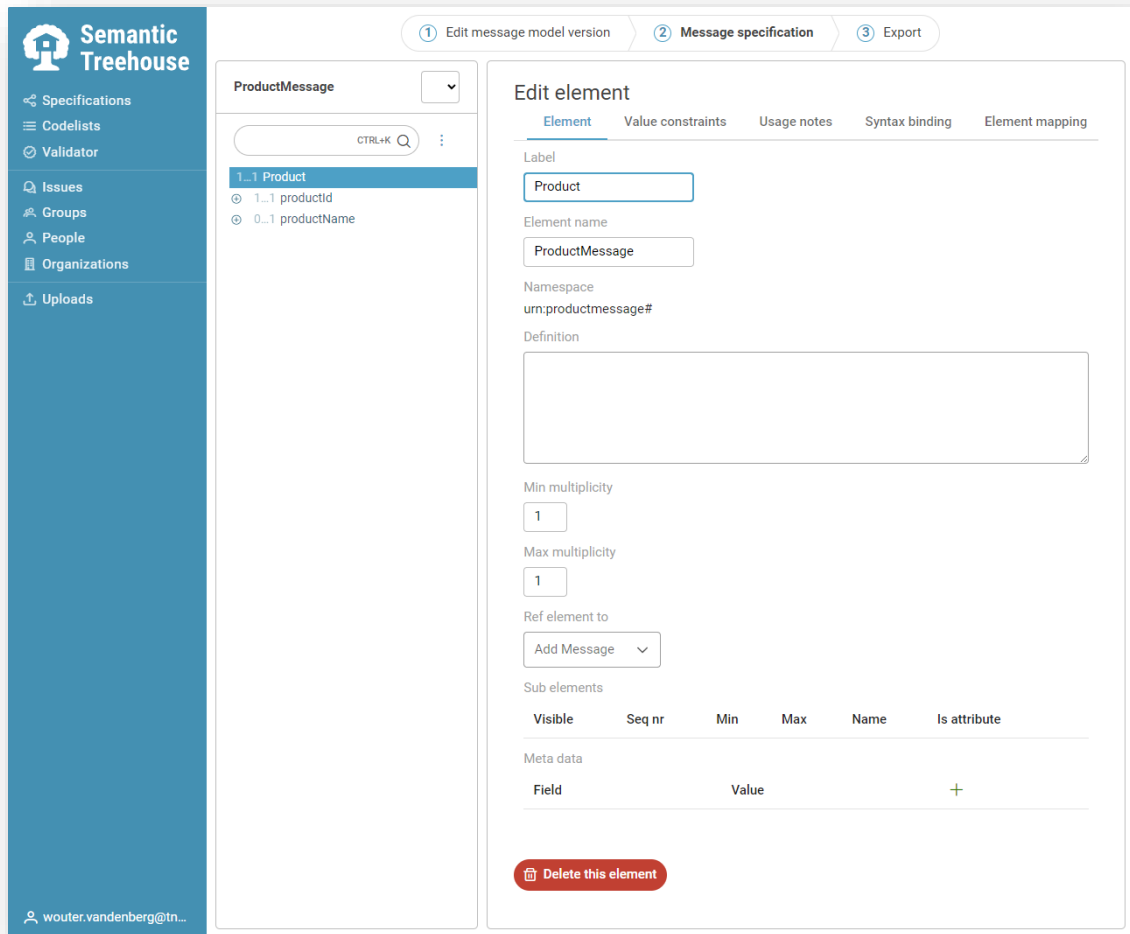 Semantic
Treehouse
Specifications
Codelists
Validator
Issues
Groups
People
Organizations
Uploads
wouter.vandenberg@tn...
1 Edit message model version
2 Message specification
3 Export
ProductMessage
CTRL+K
1...1 Product
1...1 productId
0...1 productName
Edit element
Element Value constraints Usage notes Syntax binding Element mapping
Label
Product
Element name
ProductMessage
Namespace
urn:productmessage#
Definition
Min multiplicity
1
Max multiplicity
1
Ref element to
Add Message
Sub elements
Visible Seq nr Min Max Name Is attribute
Meta data
Field Value
Delete this element